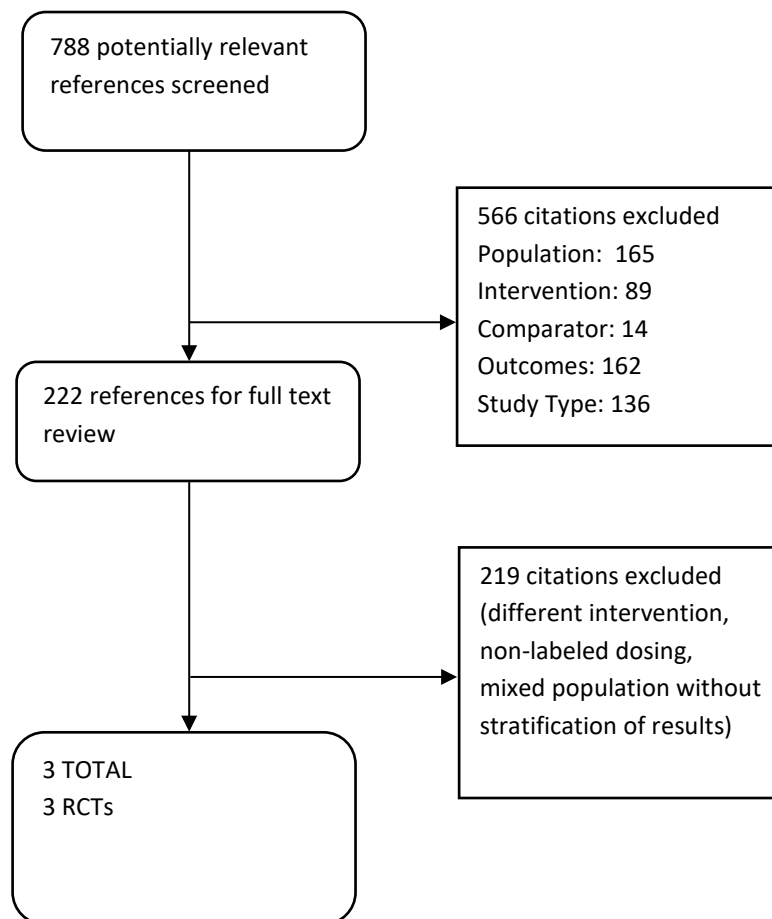 788 potentially relevant
references screened
566 citations excluded
Population:  165
Intervention: 89
Comparator: 14
Outcomes: 162
Study Type: 136
222 references for full text
review
219 citations excluded
(different intervention,
non-labeled dosing,
mixed population without
stratification of results)
3 TOTAL
3 RCTs